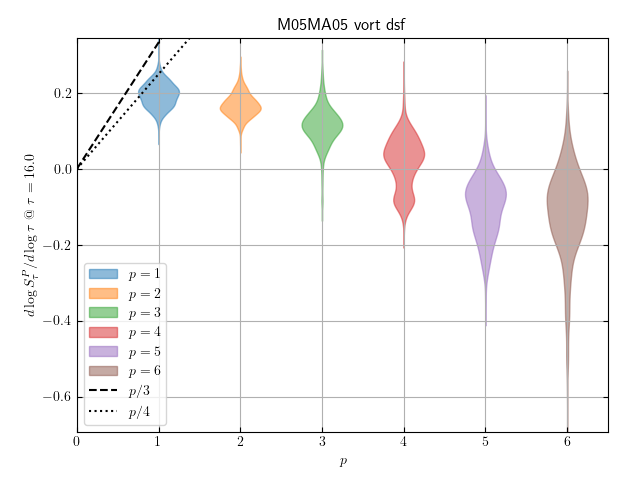 M05MA05 vort dsf
d log S_τ^P / d log τ @ τ = 16.0
0.2
0.0
−0.2
−0.4
−0.6
p = 1
p = 2
p = 3
p = 4
p = 5
p = 6
p/3
p/4
0 1 2 3 4 5 6
p